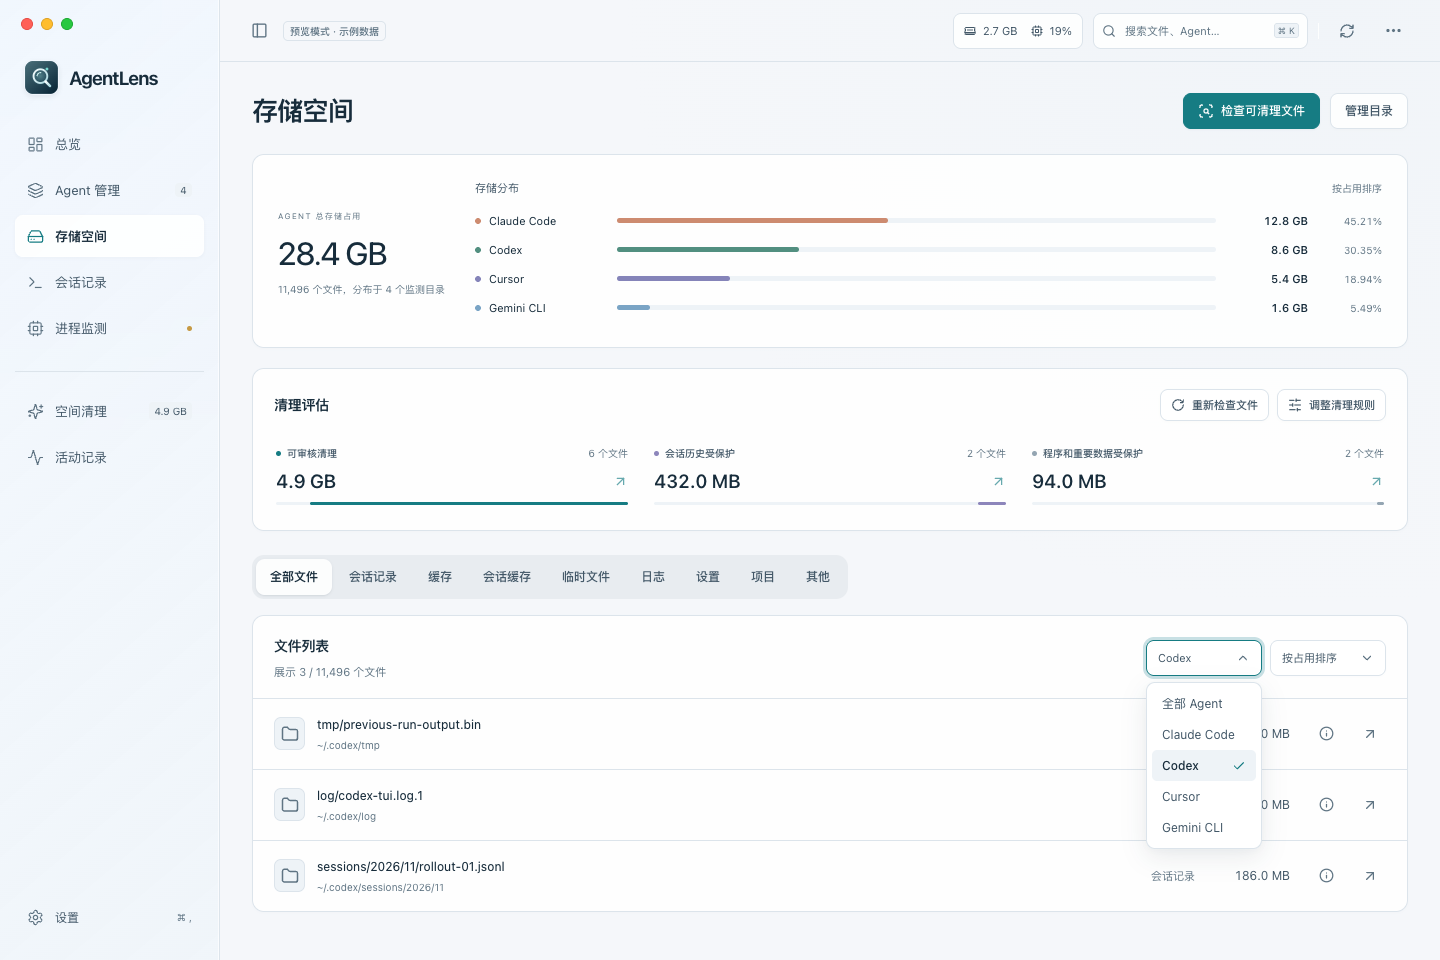 AgentLens
总览
Agent 管理
4
存储空间
会话记录
进程监测
空间清理
4.9 GB
活动记录
设置
⌘ ,
预览模式 · 示例数据
2.7 GB
19%
搜索文件、Agent...
⌘ K
存储空间
检查可清理文件
管理目录
AGENT 总存储占用
28.4 GB
11,496 个文件，分布于 4 个监测目录
存储分布
按占用排序
Claude Code
12.8 GB
45.21%
Codex
8.6 GB
30.35%
Cursor
5.4 GB
18.94%
Gemini CLI
1.6 GB
5.49%
清理评估
重新检查文件
调整清理规则
可审核清理
6 个文件
4.9 GB
会话历史受保护
2 个文件
432.0 MB
程序和重要数据受保护
2 个文件
94.0 MB
全部文件
会话记录
缓存
会话缓存
临时文件
日志
设置
项目
其他
文件列表
展示 3 / 11,496 个文件
Codex
按占用排序
全部 Agent
Claude Code
Codex
Cursor
Gemini CLI
tmp/previous-run-output.bin
~/.codex/tmp
0 MB
log/codex-tui.log.1
~/.codex/log
0 MB
sessions/2026/11/rollout-01.jsonl
~/.codex/sessions/2026/11
会话记录
186.0 MB